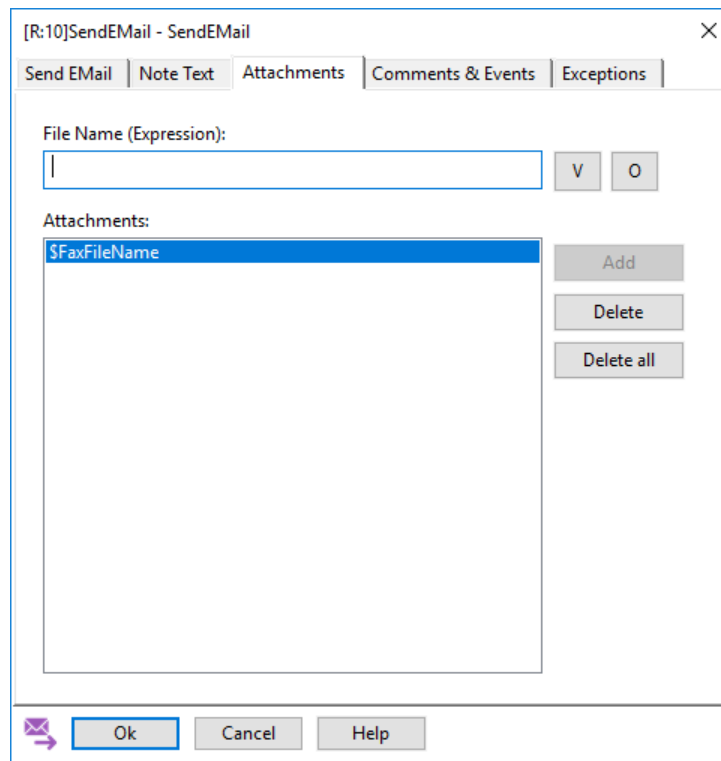 [R:10]SendEMail - SendEMail
Send EMail Note Text Attachments Comments & Events Exceptions
File Name (Expression):
V O
Attachments:
$FaxFileName
Add
Delete
Delete all
Ok Cancel Help